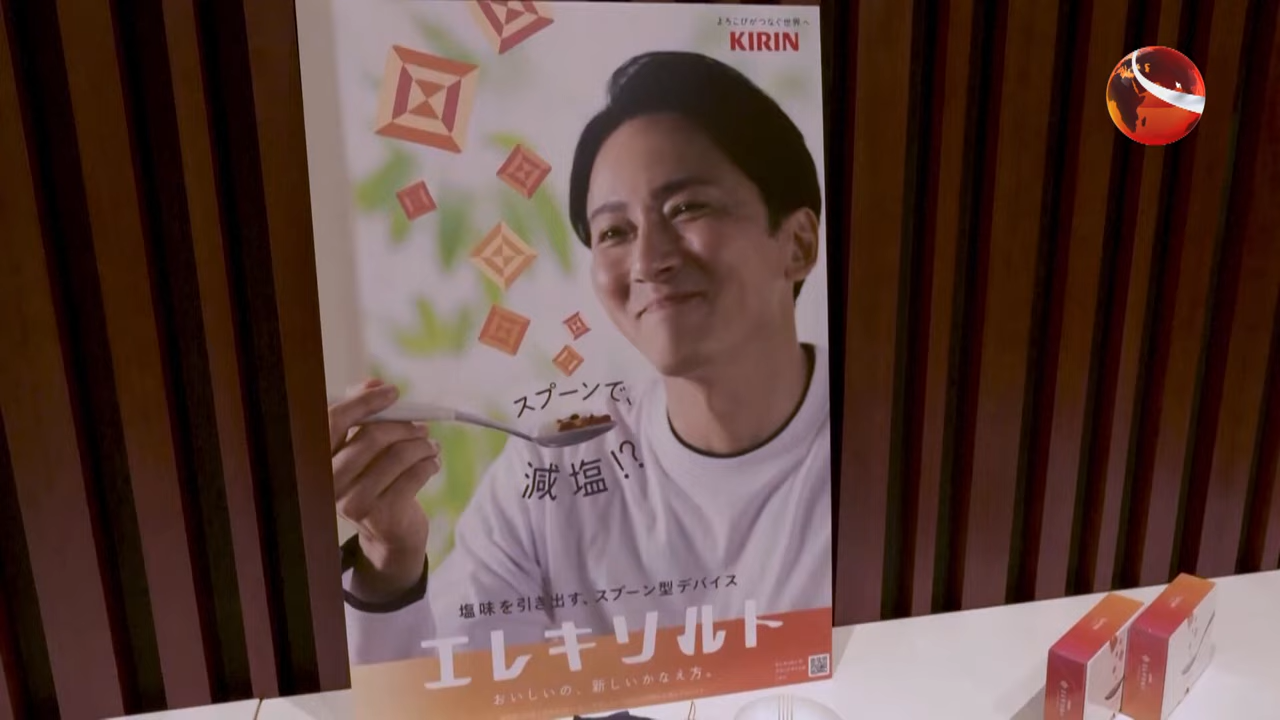 よろこびがつなぐ世界へ
KIRIN
スプーンで、
減塩!?
塩味を引き出す、スプーン型デバイス
エレキソルト
おいしいの、新しいかなえ方。